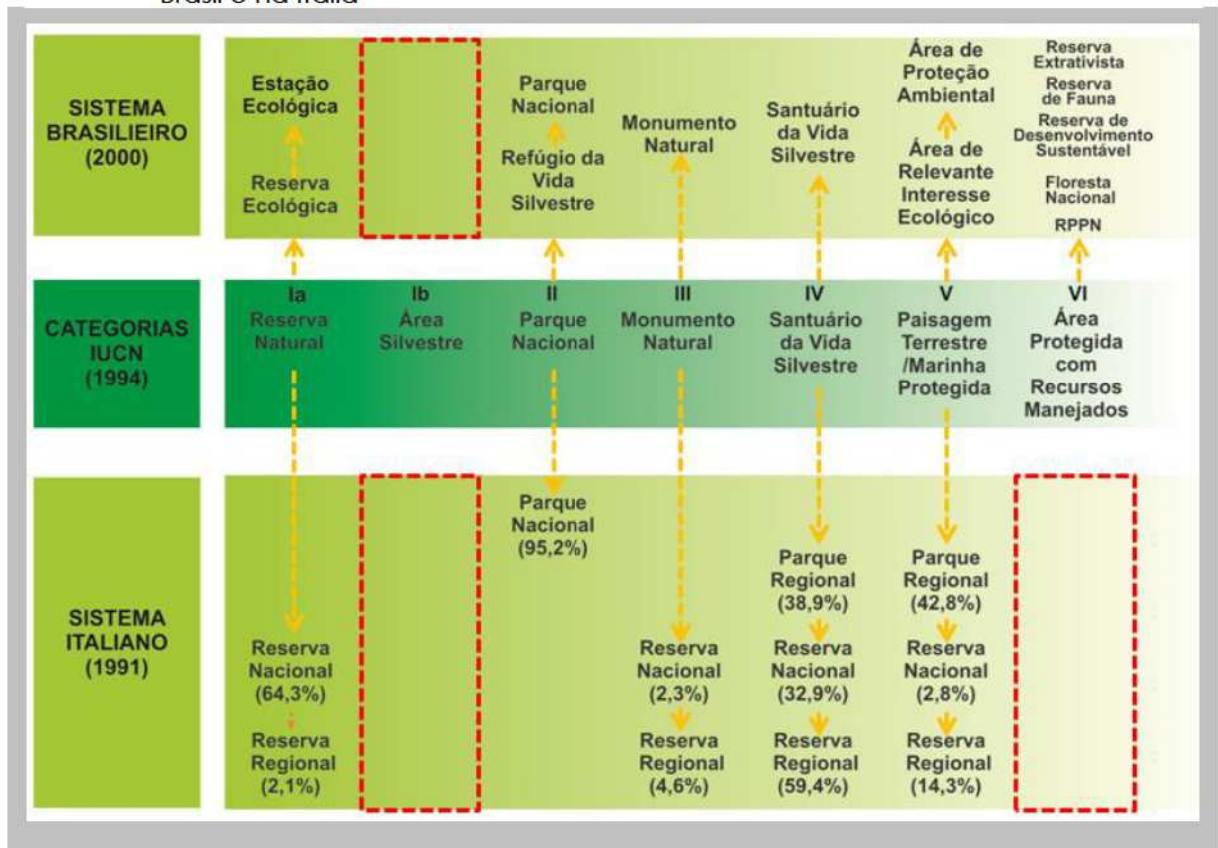 Brasil e na Itália
SISTEMA
BRASILIEIRO
(2000)
Estação
Ecológica
Reserva
Ecológica
Parque
Nacional
Refúgio da
Vida
Silvestre
Monumento
Natural
Santuário
da Vida
Silvestre
Área de
Proteção
Ambiental
Área de
Relevante
Interesse
Ecológico
Reserva
Extrativista
Reserva
de Fauna
Reserva de
Desenvolvimento
Sustentável
Floresta
Nacional
RPPN
CATEGORIAS
IUCN
(1994)
Ia
Reserva
Natural
Ib
Área
Silvestre
II
Parque
Nacional
III
Monumento
Natural
IV
Santuário
da Vida
Silvestre
V
Paisagem
Terrestre
/Marinha
Protegida
VI
Área
Protegida
com
Recursos
Manejados
SISTEMA
ITALIANO
(1991)
Reserva
Nacional
(64,3%)
Reserva
Regional
(2,1%)
Parque
Nacional
(95,2%)
Reserva
Nacional
(2,3%)
Reserva
Regional
(4,6%)
Parque
Regional
(38,9%)
Reserva
Nacional
(32,9%)
Reserva
Regional
(59,4%)
Parque
Regional
(42,8%)
Reserva
Nacional
(2,8%)
Reserva
Regional
(14,3%)